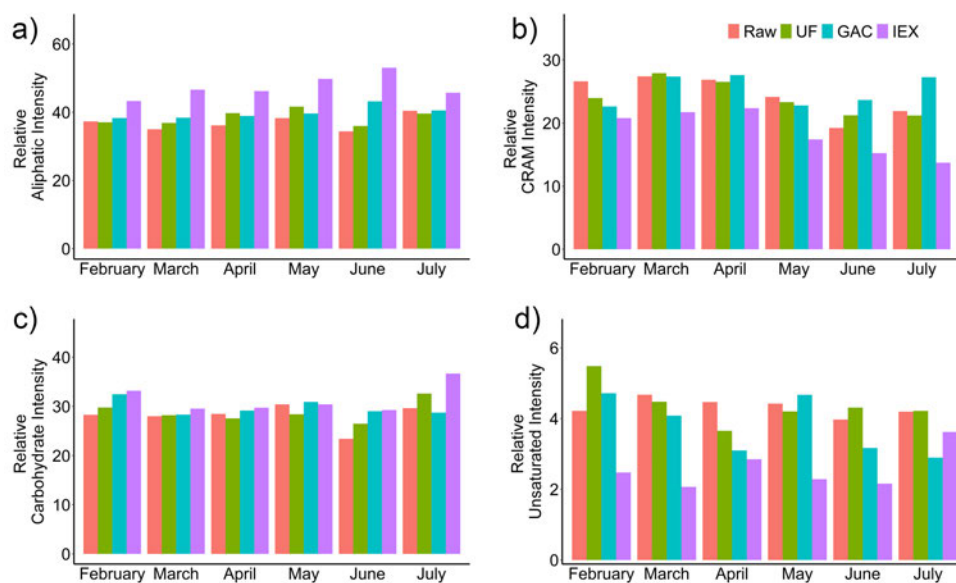 a)
Relative
Aliphatic Intensity
60
40
20
0
February March April May June July
b)
Raw UF GAC IEX
Relative
CRAM Intensity
30
20
10
0
February March April May June July
c)
Relative
Carbohydrate Intensity
40
30
20
10
0
February March April May June July
d)
Relative
Unsaturated Intensity
6
4
2
0
February March April May June July